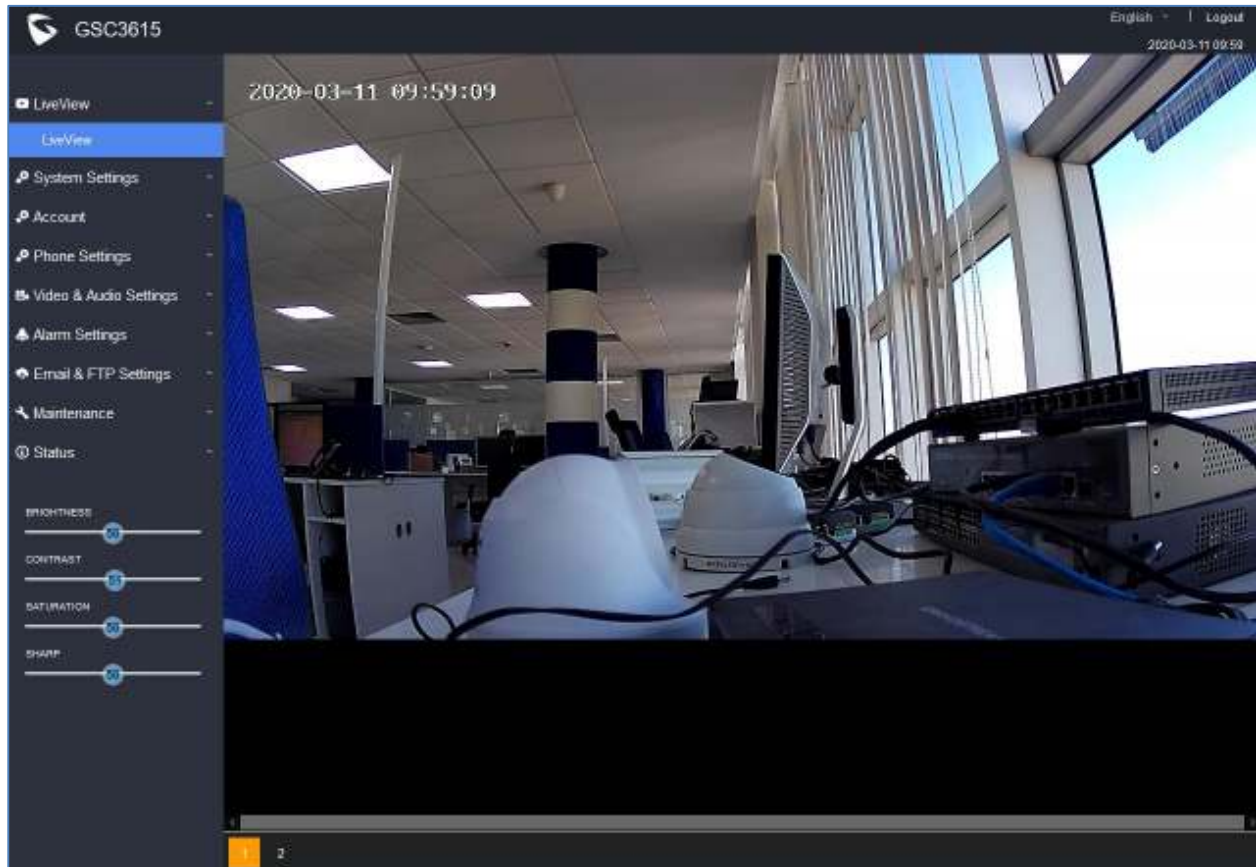 GSC3615
English | Logout
2020-03-11 09:59
LiveView
LiveView
System Settings
Account
Phone Settings
Video & Audio Settings
Alarm Settings
Email & FTP Settings
Maintenance
Status
BRIGHTNESS
50
CONTRAST
SATURATION
50
SHARP
50
2020-03-11 09:59:09
1 2